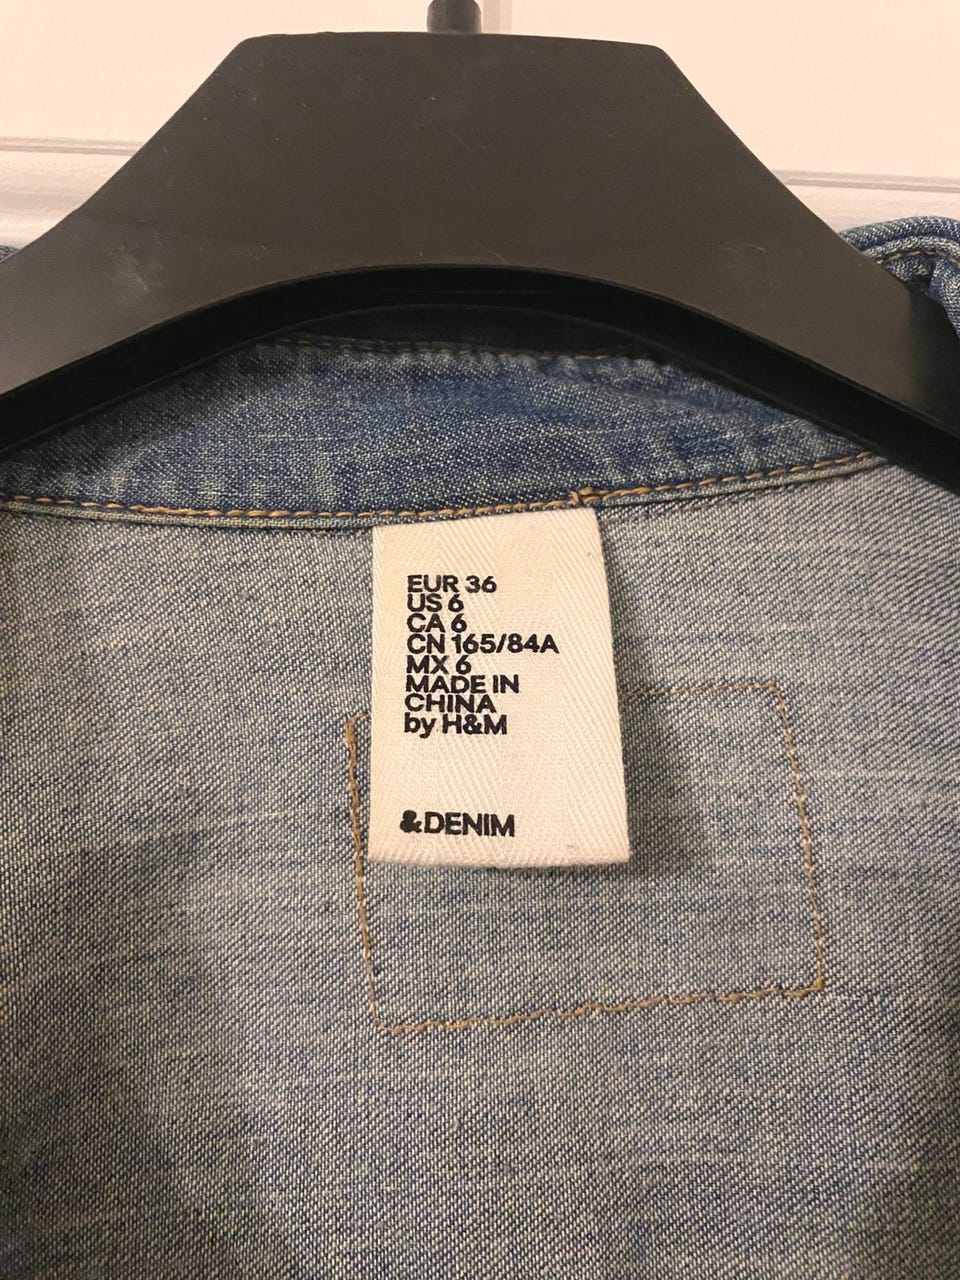 EUR 36
US 6
CA 6
CN 165/84A
MX 6
MADE IN
CHINA
by H&M
&DENIM